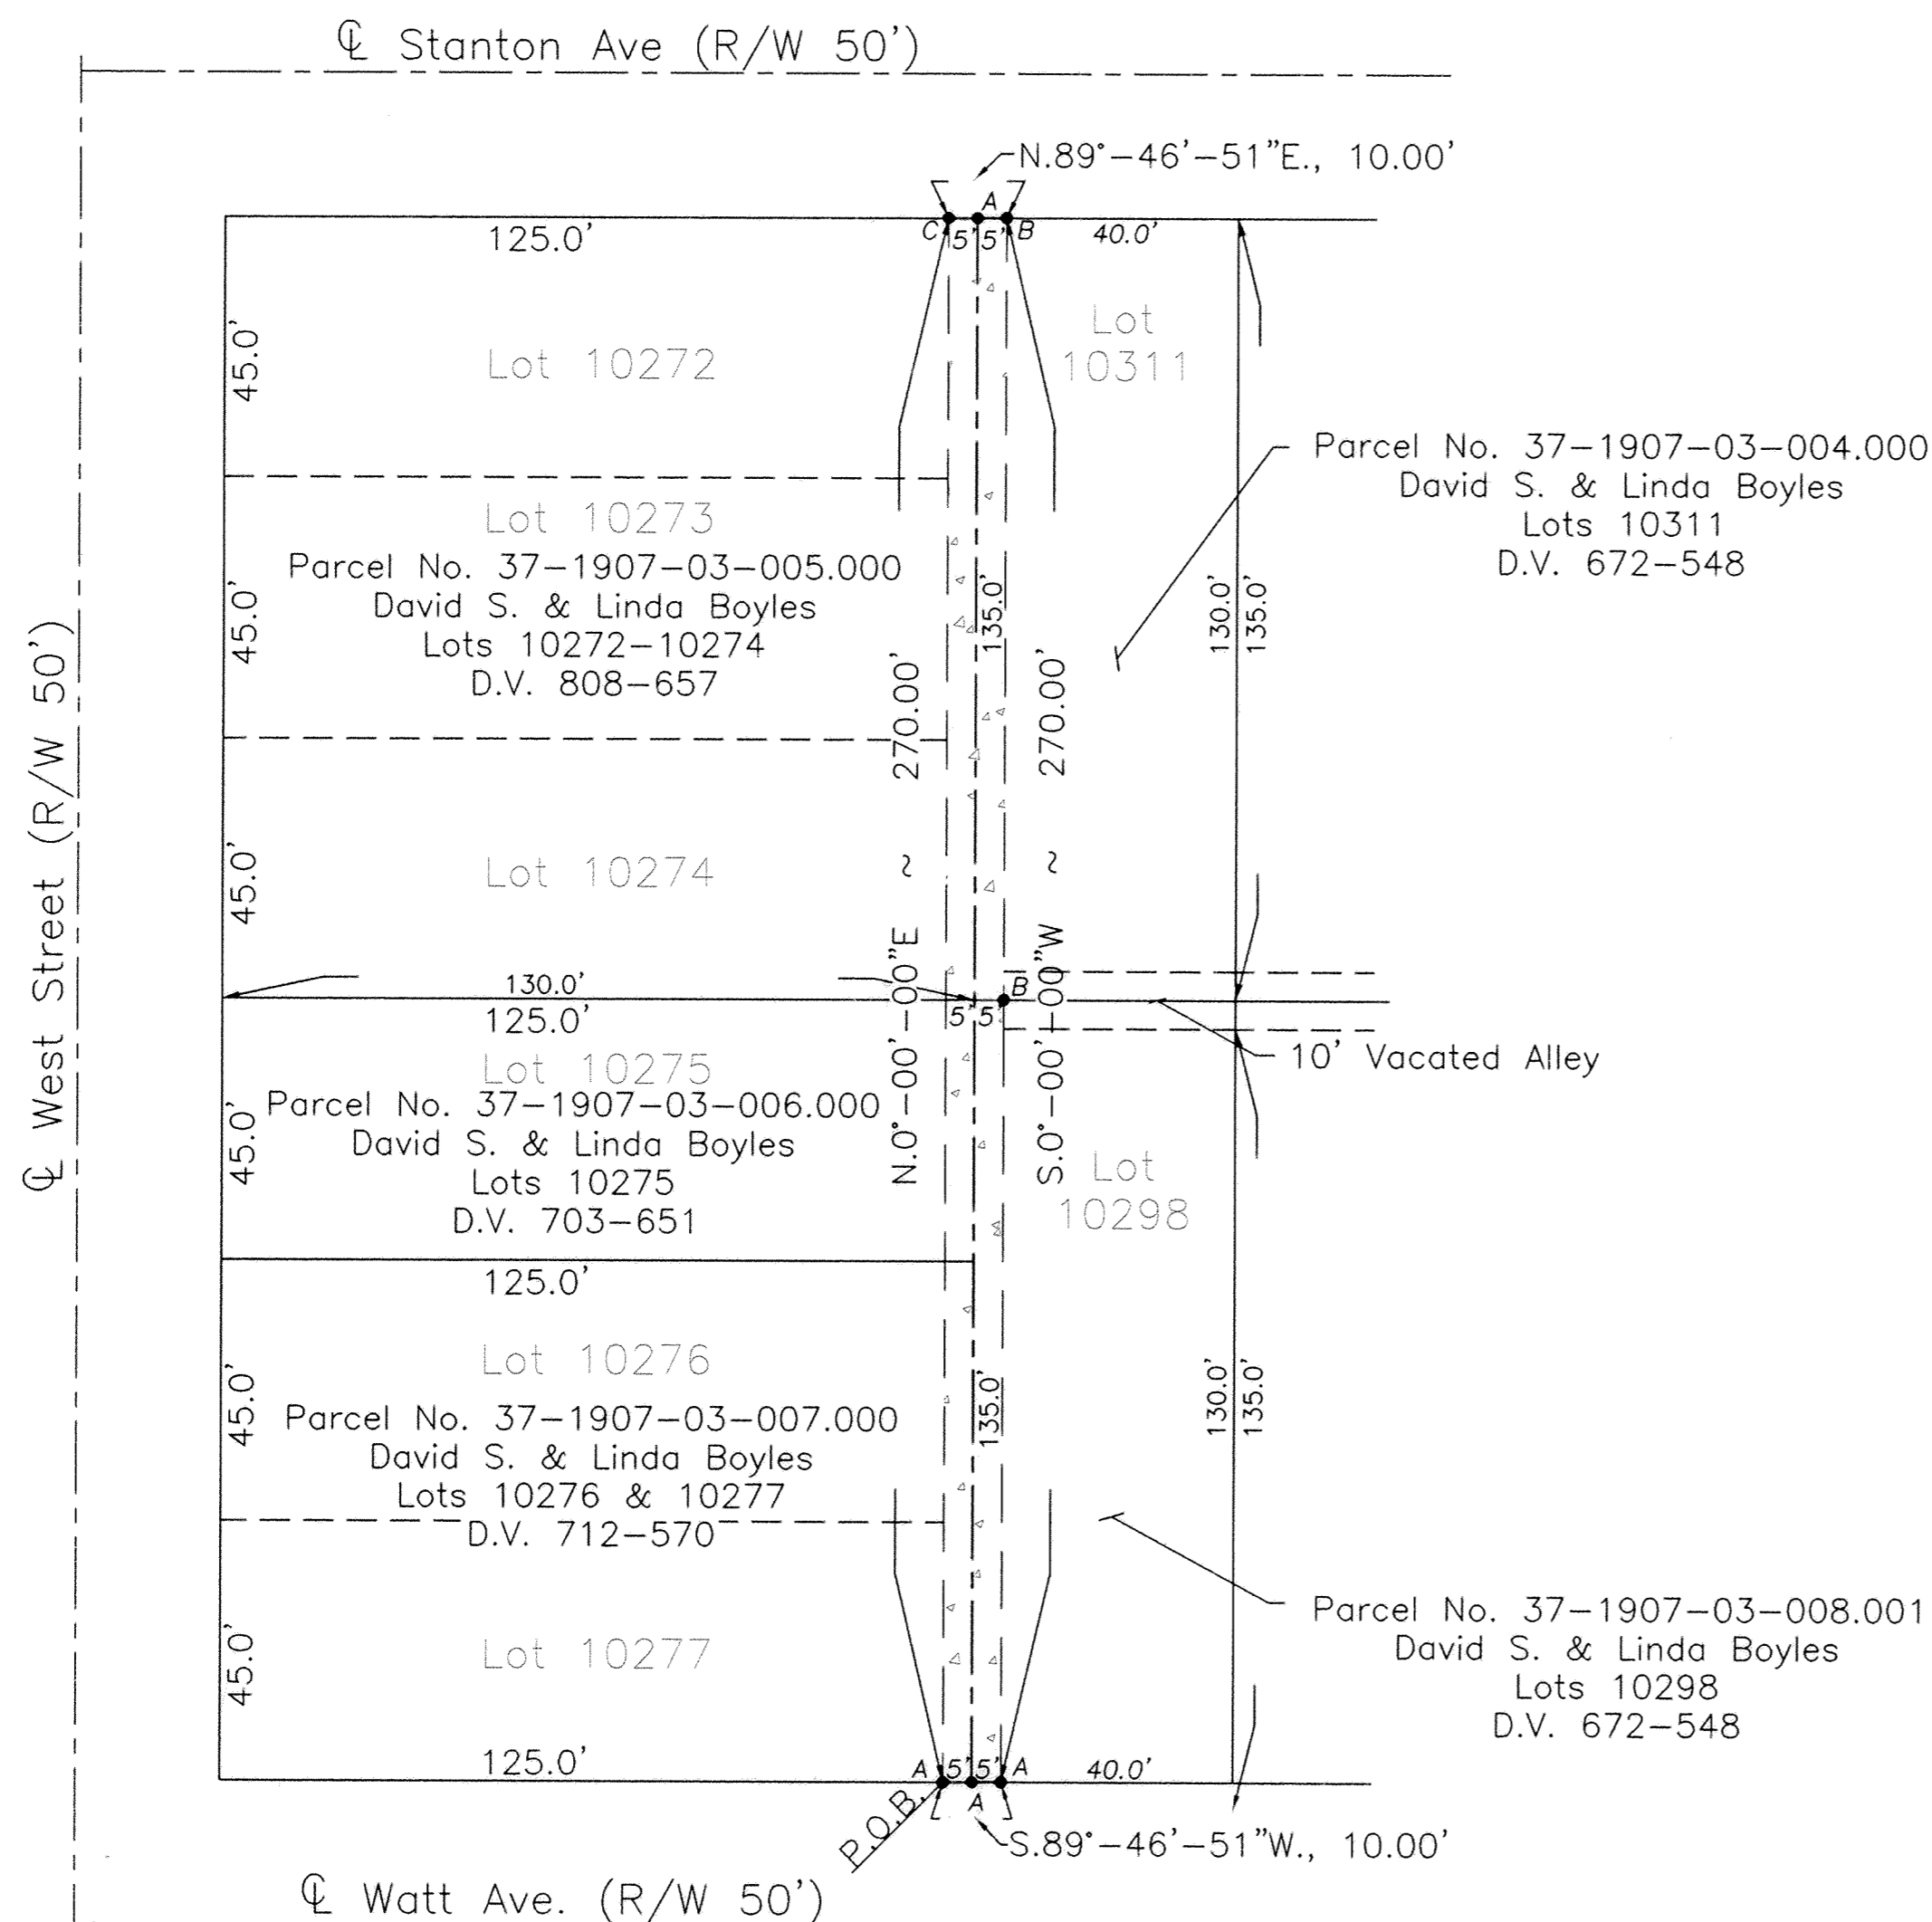 ℄ Stanton Ave (R/W 50')
N.89°-46'-51"E., 10.00'
A
C 5' 5' B
125.0'
40.0'
45.0'
Lot 10272
Lot
10311
Parcel No. 37-1907-03-004.000
David S. & Linda Boyles
Lots 10311
D.V. 672-548
Lot 10273
Parcel No. 37-1907-03-005.000
David S. & Linda Boyles
Lots 10272-10274
D.V. 808-657
45.0'
135.0'
130.0'
135.0'
N.0°-00'-00"E ~ 270.00'
S.0°-00'-00"W ~ 270.00'
℄ West Street (R/W 50')
Lot 10274
45.0'
130.0'
B
125.0'
5' 5'
10' Vacated Alley
Lot 10275
Parcel No. 37-1907-03-006.000
David S. & Linda Boyles
Lots 10275
D.V. 703-651
45.0'
Lot
10298
125.0'
Lot 10276
Parcel No. 37-1907-03-007.000
David S. & Linda Boyles
Lots 10276 & 10277
D.V. 712-570
45.0'
135.0'
130.0'
135.0'
Parcel No. 37-1907-03-008.001
David S. & Linda Boyles
Lots 10298
D.V. 672-548
Lot 10277
45.0'
125.0'
A 5' 5' A
40.0'
A
P.O.B.
S.89°-46'-51"W., 10.00'
℄ Watt Ave. (R/W 50')